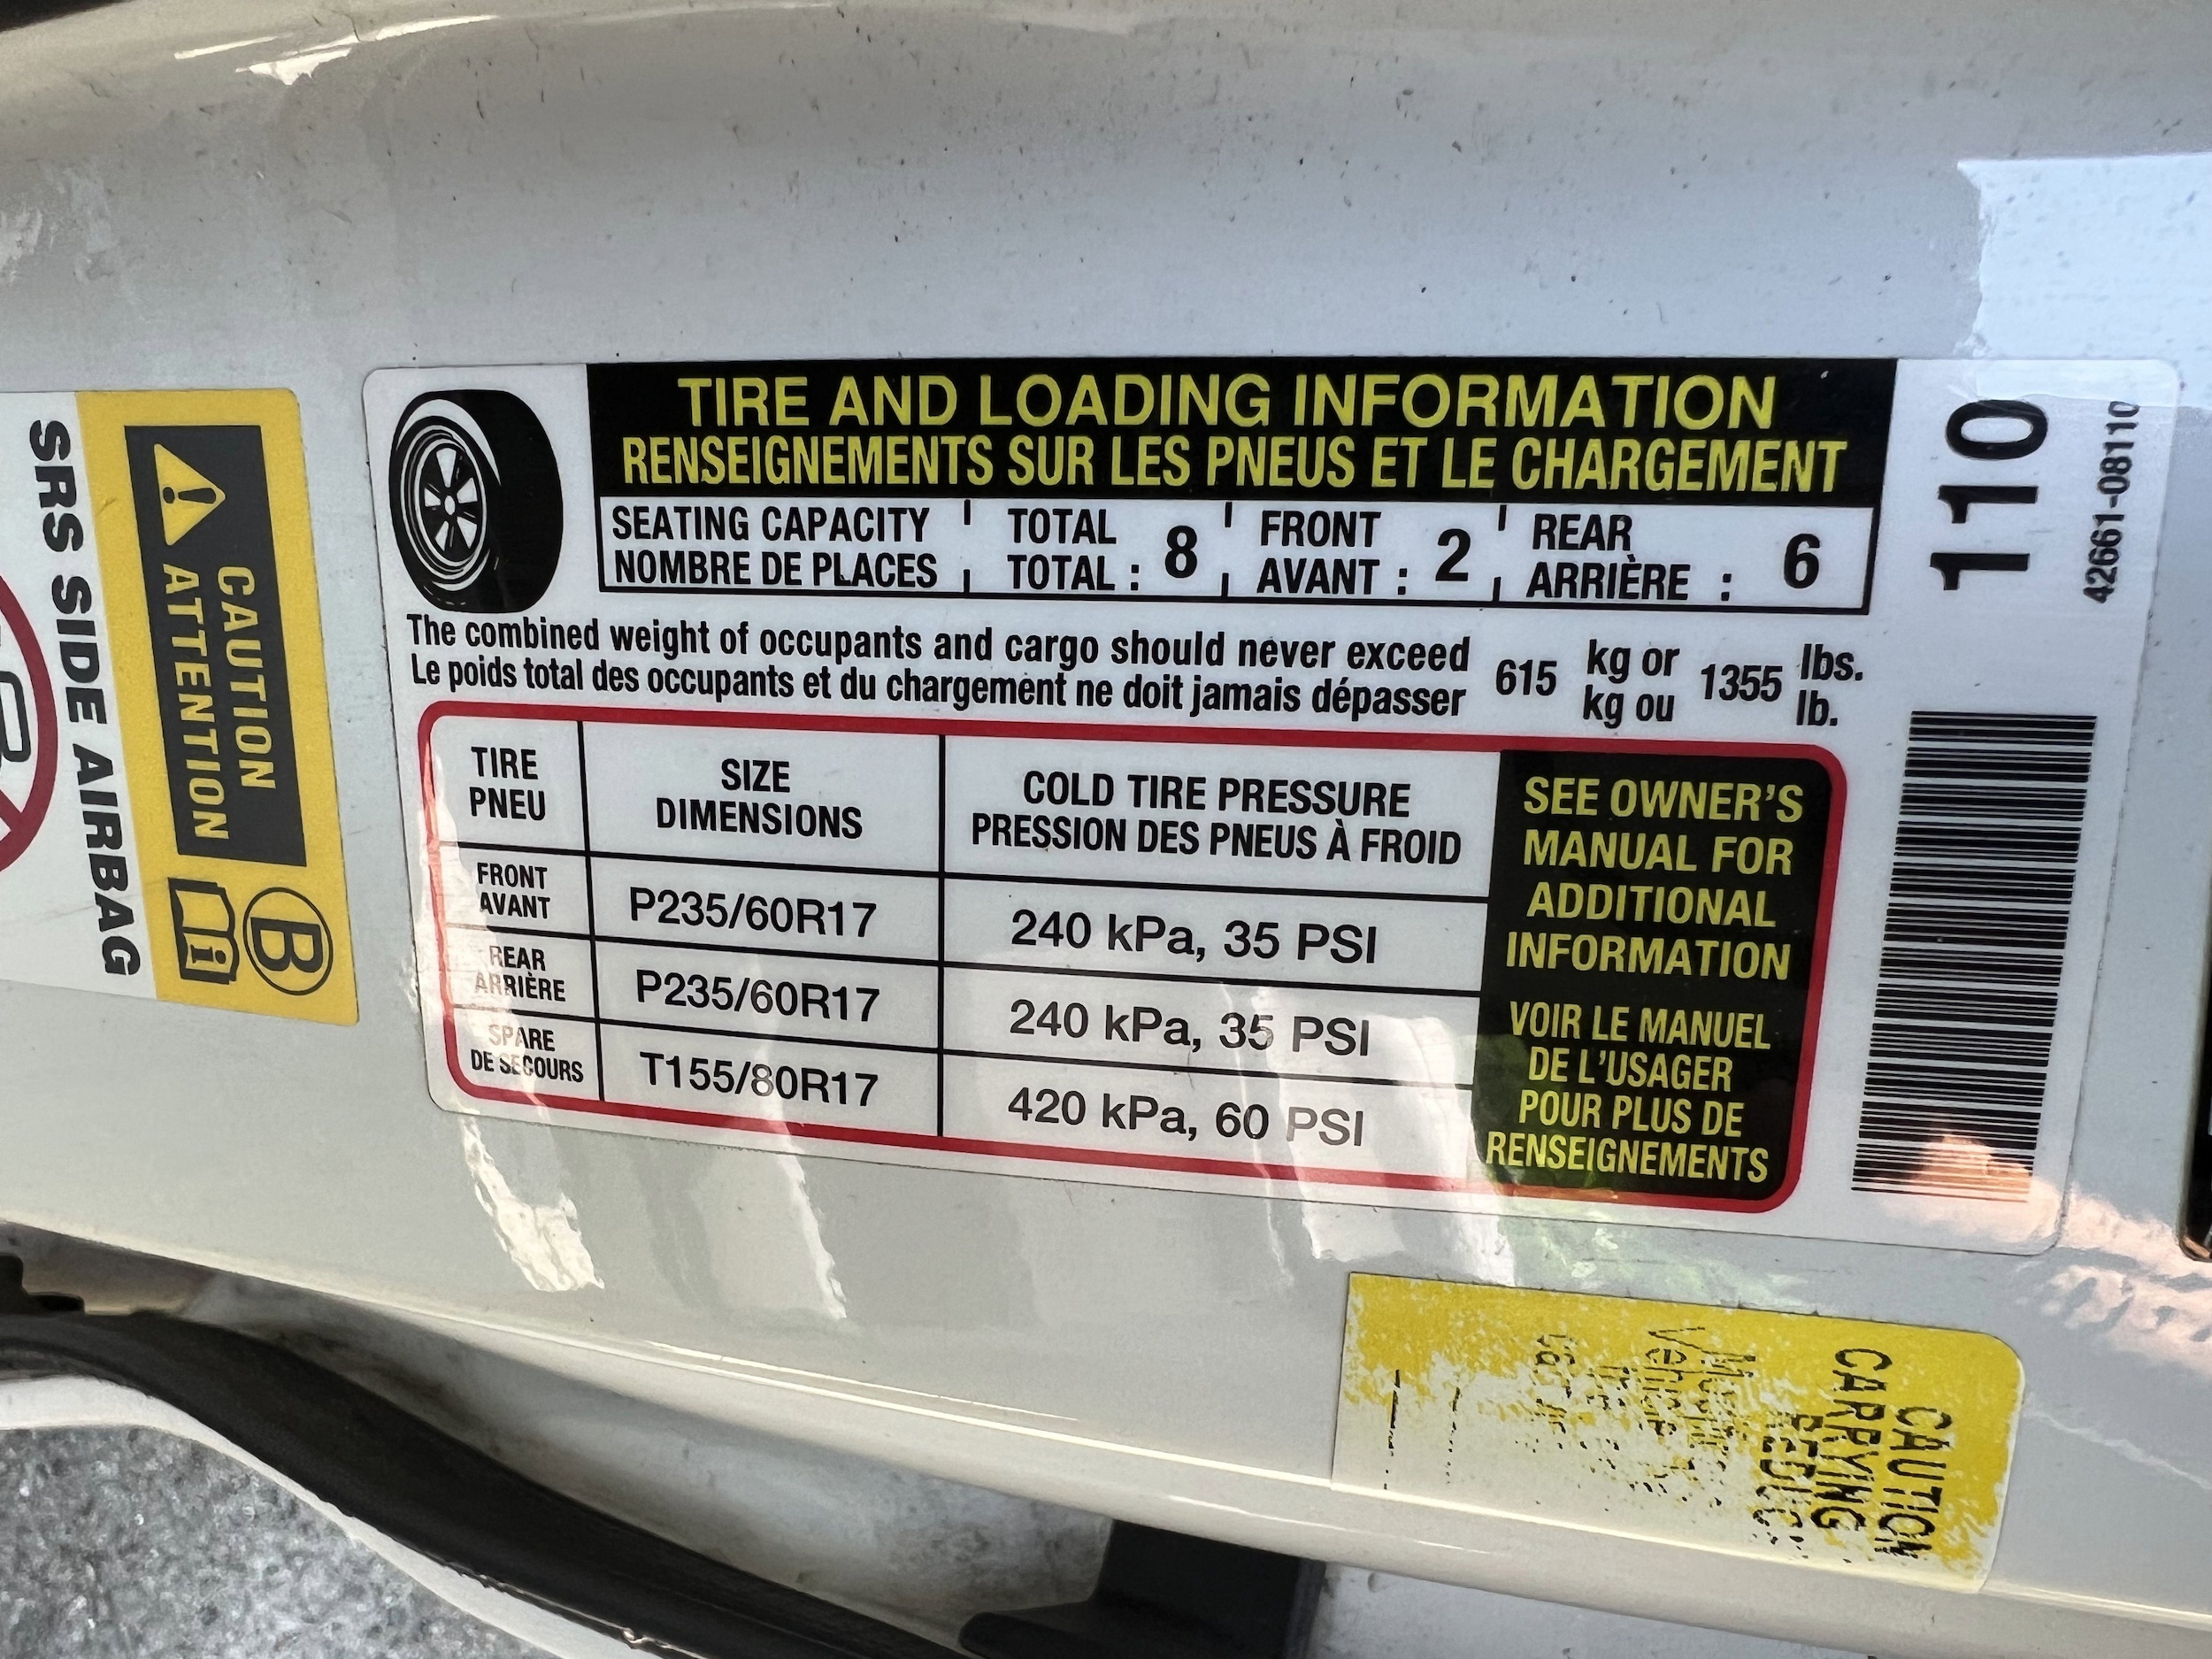 SRS SIDE AIRBAG
CAUTION
ATTENTION
B
TIRE AND LOADING INFORMATION
RENSEIGNEMENTS SUR LES PNEUS ET LE CHARGEMENT
SEATING CAPACITY TOTAL FRONT REAR
NOMBRE DE PLACES TOTAL : 8 AVANT : 2 ARRIÈRE : 6
The combined weight of occupants and cargo should never exceed 615 kg or 1355 lbs.
Le poids total des occupants et du chargement ne doit jamais dépasser kg ou lb.
TIRE SIZE COLD TIRE PRESSURE
PNEU DIMENSIONS PRESSION DES PNEUS À FROID
FRONT
AVANT P235/60R17 240 kPa, 35 PSI
REAR
ARRIÈRE P235/60R17 240 kPa, 35 PSI
SPARE
DE SECOURS T155/80R17 420 kPa, 60 PSI
SEE OWNER'S
MANUAL FOR
ADDITIONAL
INFORMATION
VOIR LE MANUEL
DE L'USAGER
POUR PLUS DE
RENSEIGNEMENTS
110
42661-08110
CAUTION
CARRYING